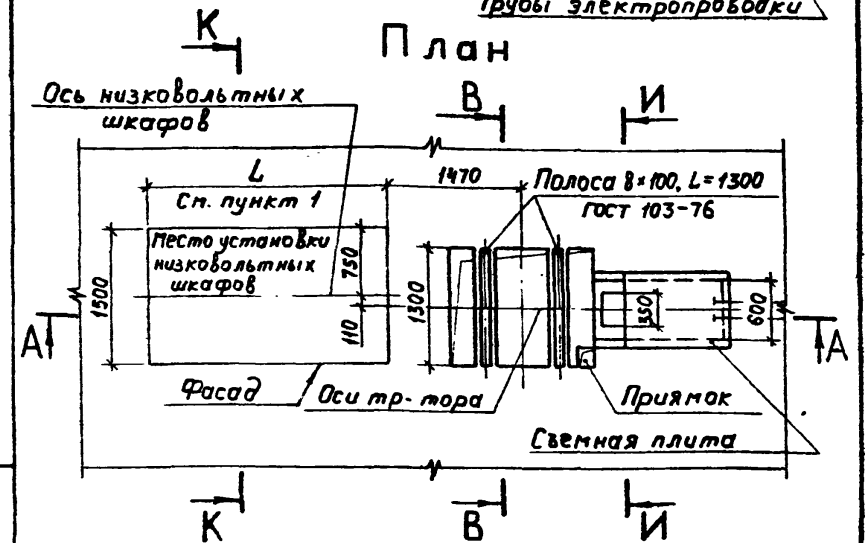 Трубы электропроводки
К
План
Ось низковольтных
шкафов
В
И
L
1470
Полоса 8×100, L=1300
См. пункт 1
ГОСТ 103-76
Место установки
низковольтных
шкафов
750
1500
1300
350
600
110
А
А
Фасад
Оси тр-тора
Приямок
Съемная плита
К
В
И